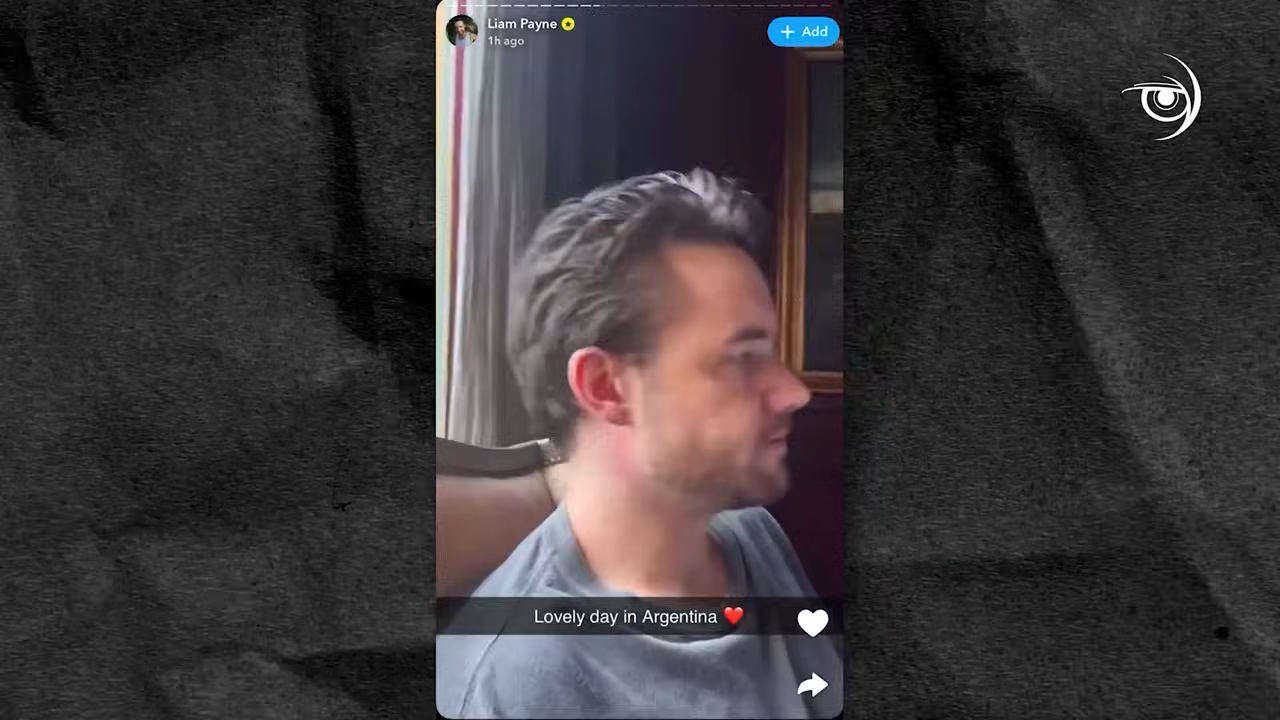 Liam Payne
1h ago
+ Add
Lovely day in Argentina ❤️